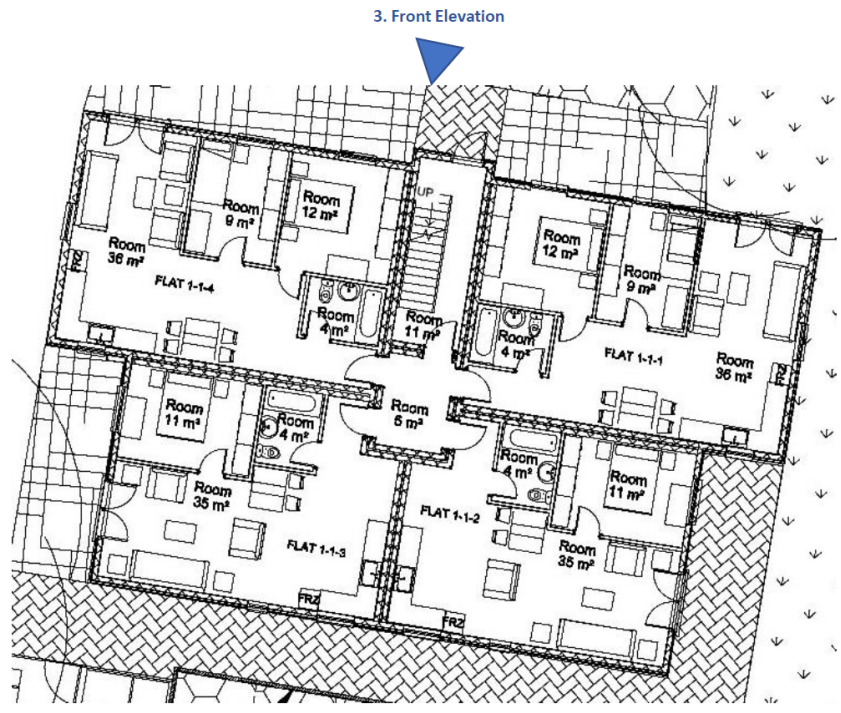 3. Front Elevation
UP
Room
9 m²
Room
12 m²
Room
36 m²
FRZ
FLAT 1-1-4
Room
4 m²
Room
11 m²
Room
12 m²
Room
9 m²
Room
4 m²
FLAT 1-1-1
Room
36 m²
FRZ
Room
11 m²
Room
4 m²
Room
6 m²
Room
4 m²
Room
11 m²
Room
35 m²
FLAT 1-1-3
FRZ
FLAT 1-1-2
Room
35 m²
FRZ